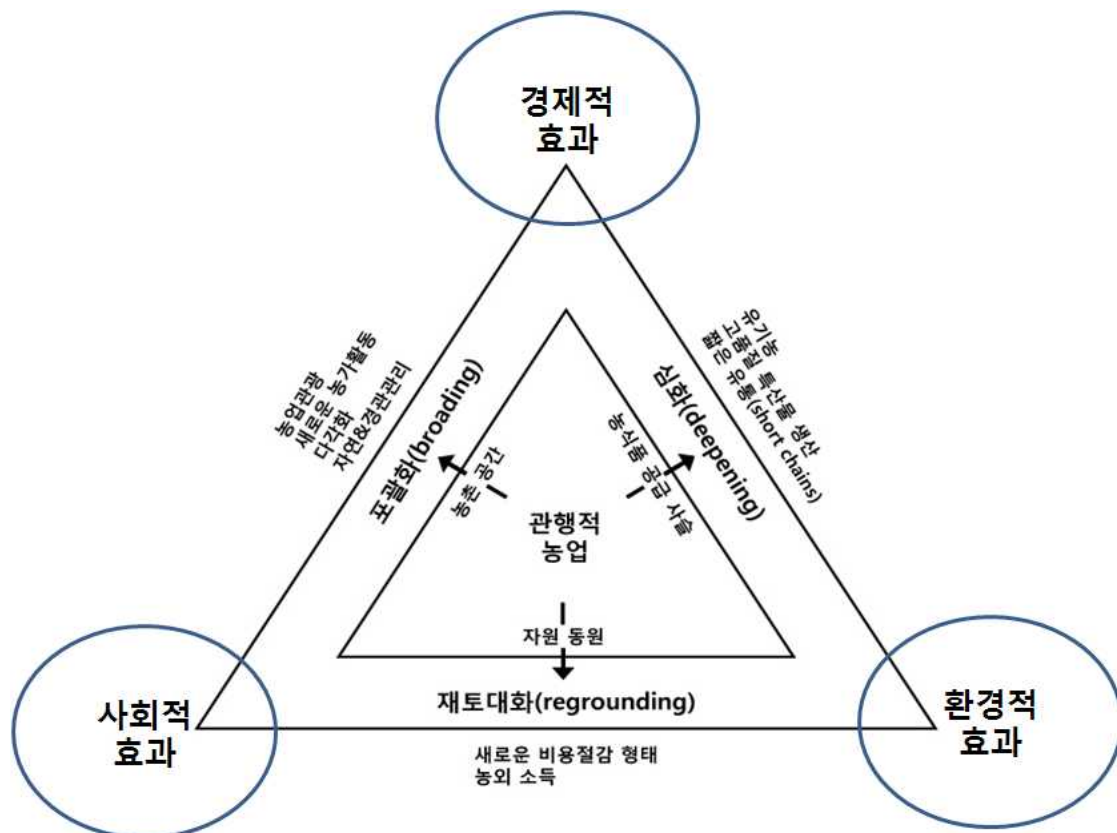 경제적
효과
농업관광
새로운 농가활동
다각화
자연&경관관리
포괄화(broading)
농촌 공간
유기농
고품질 특산물 생산
짧은 유통(short chains)
심화(deepening)
농식품 공급 사슬
관행적
농업
자원 동원
재토대화(regrounding)
새로운 비용절감 형태
농외 소득
사회적
효과
환경적
효과